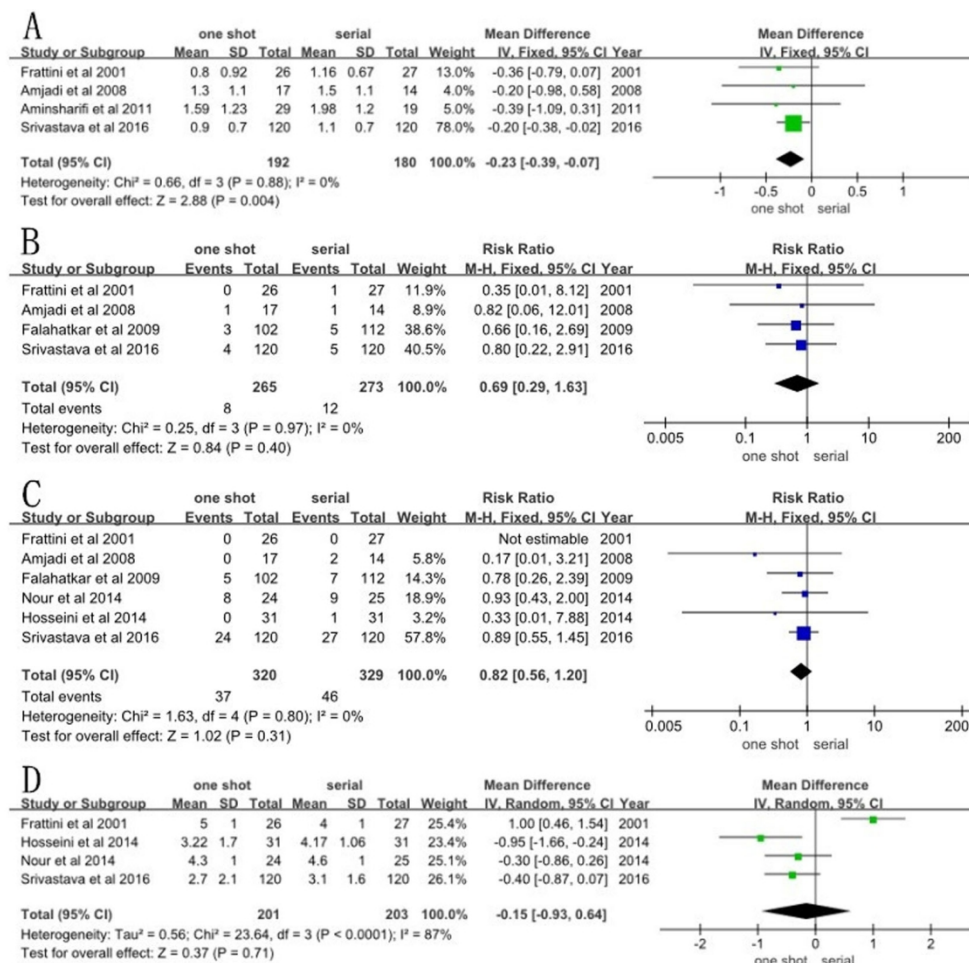 A
one shot serial Mean Difference Mean Difference
Study or Subgroup Mean SD Total Mean SD Total Weight IV, Fixed, 95% CI Year IV, Fixed, 95% CI
Frattini et al 2001 0.8 0.92 26 1.16 0.67 27 13.0% -0.36 [-0.79, 0.07] 2001
Amjadi et al 2008 1.3 1.1 17 1.5 1.1 14 4.0% -0.20 [-0.98, 0.58] 2008
Aminsharifi et al 2011 1.59 1.23 29 1.98 1.2 19 5.0% -0.39 [-1.09, 0.31] 2011
Srivastava et al 2016 0.9 0.7 120 1.1 0.7 120 78.0% -0.20 [-0.38, -0.02] 2016
Total (95% CI) 192 180 100.0% -0.23 [-0.39, -0.07]
Heterogeneity: Chi² = 0.66, df = 3 (P = 0.88); I² = 0%
Test for overall effect: Z = 2.88 (P = 0.004)
-1 -0.5 0 0.5 1
one shot serial
B
one shot serial Risk Ratio Risk Ratio
Study or Subgroup Events Total Events Total Weight M-H, Fixed, 95% CI Year M-H, Fixed, 95% CI
Frattini et al 2001 0 26 1 27 11.9% 0.35 [0.01, 8.12] 2001
Amjadi et al 2008 1 17 1 14 8.9% 0.82 [0.06, 12.01] 2008
Falahatkar et al 2009 3 102 5 112 38.6% 0.66 [0.16, 2.69] 2009
Srivastava et al 2016 4 120 5 120 40.5% 0.80 [0.22, 2.91] 2016
Total (95% CI) 265 273 100.0% 0.69 [0.29, 1.63]
Total events 8 12
Heterogeneity: Chi² = 0.25, df = 3 (P = 0.97); I² = 0%
Test for overall effect: Z = 0.84 (P = 0.40)
0.005 0.1 1 10 200
one shot serial
C
one shot serial Risk Ratio Risk Ratio
Study or Subgroup Events Total Events Total Weight M-H, Fixed, 95% CI Year M-H, Fixed, 95% CI
Frattini et al 2001 0 26 0 27 Not estimable 2001
Amjadi et al 2008 0 17 2 14 5.8% 0.17 [0.01, 3.21] 2008
Falahatkar et al 2009 5 102 7 112 14.3% 0.78 [0.26, 2.39] 2009
Nour et al 2014 8 24 9 25 18.9% 0.93 [0.43, 2.00] 2014
Hosseini et al 2014 0 31 1 31 3.2% 0.33 [0.01, 7.88] 2014
Srivastava et al 2016 24 120 27 120 57.8% 0.89 [0.55, 1.45] 2016
Total (95% CI) 320 329 100.0% 0.82 [0.56, 1.20]
Total events 37 46
Heterogeneity: Chi² = 1.63, df = 4 (P = 0.80); I² = 0%
Test for overall effect: Z = 1.02 (P = 0.31)
0.005 0.1 1 10 200
one shot serial
D
one shot serial Mean Difference Mean Difference
Study or Subgroup Mean SD Total Mean SD Total Weight IV, Random, 95% CI Year IV, Random, 95% CI
Frattini et al 2001 5 1 26 4 1 27 25.4% 1.00 [0.46, 1.54] 2001
Hosseini et al 2014 3.22 1.7 31 4.17 1.06 31 23.4% -0.95 [-1.66, -0.24] 2014
Nour et al 2014 4.3 1 24 4.6 1 25 25.1% -0.30 [-0.86, 0.26] 2014
Srivastava et al 2016 2.7 2.1 120 3.1 1.6 120 26.1% -0.40 [-0.87, 0.07] 2016
Total (95% CI) 201 203 100.0% -0.15 [-0.93, 0.64]
Heterogeneity: Tau² = 0.56; Chi² = 23.64, df = 3 (P < 0.0001); I² = 87%
Test for overall effect: Z = 0.37 (P = 0.71)
-2 -1 0 1 2
one shot serial